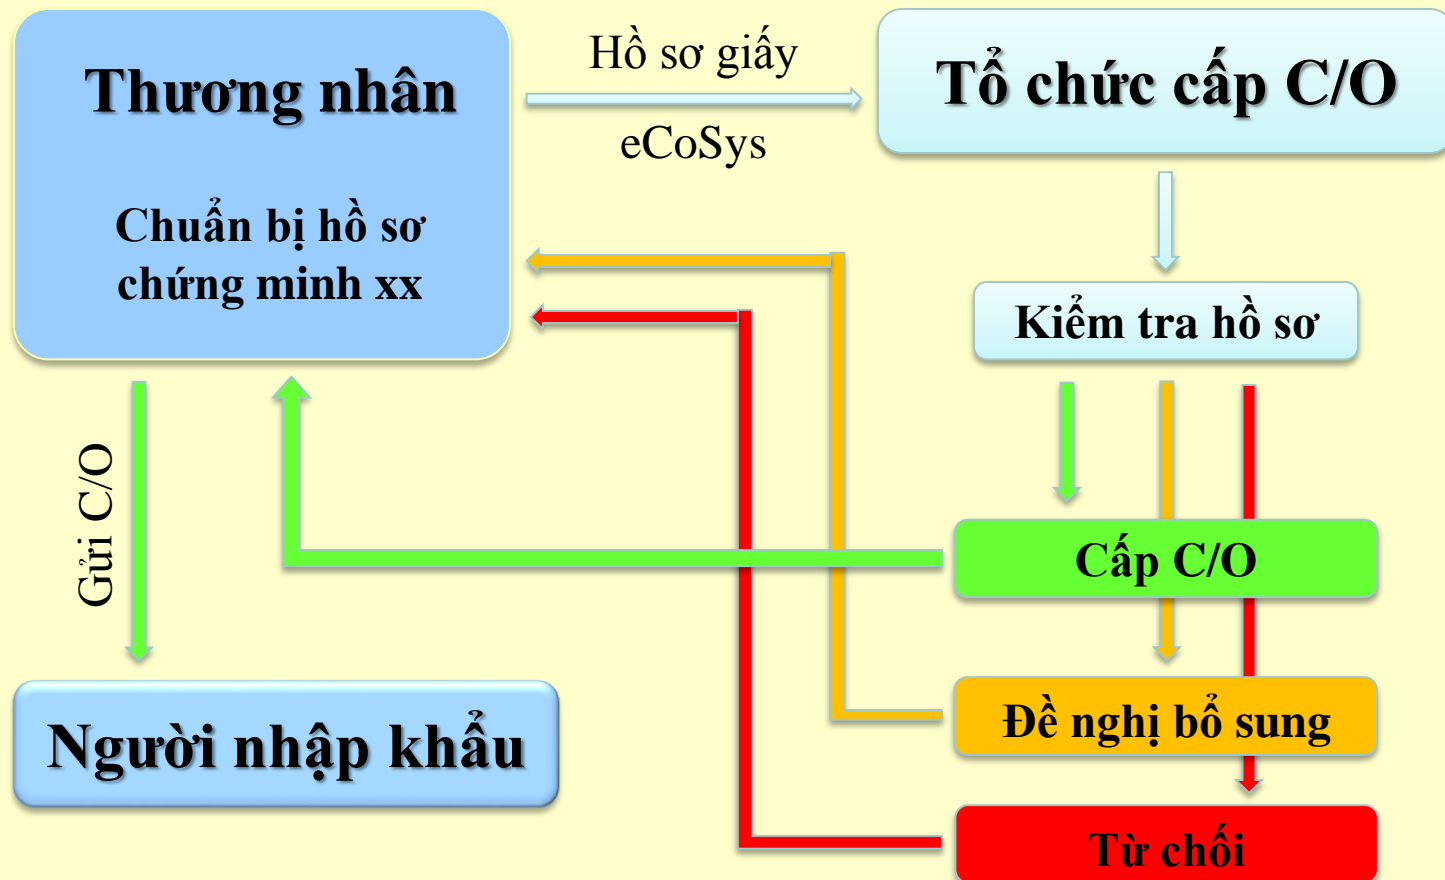 Thương nhân
Chuẩn bị hồ sơ
chứng minh xx
Hồ sơ giấy
eCoSys
Tổ chức cấp C/O
Kiểm tra hồ sơ
Cấp C/O
Đề nghị bổ sung
Từ chối
Gửi C/O
Người nhập khẩu